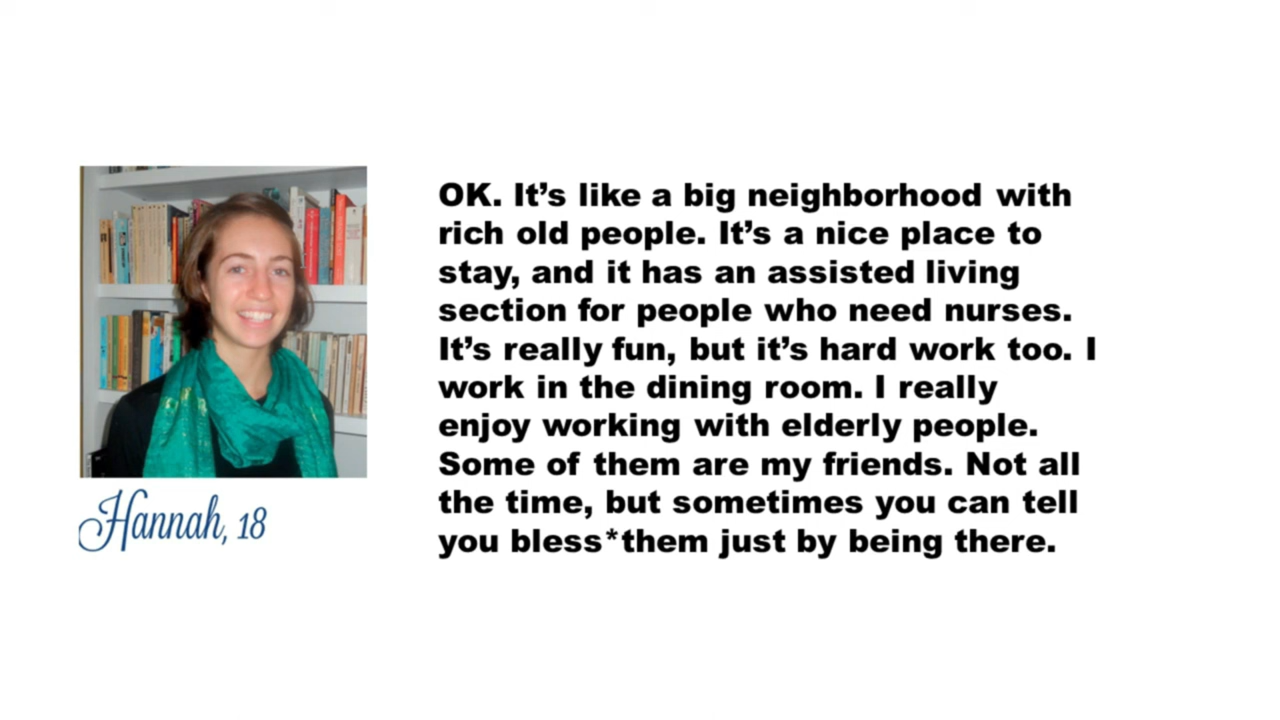 OK. It’s like a big neighborhood with
rich old people. It’s a nice place to
stay, and it has an assisted living
section for people who need nurses.
It’s really fun, but it’s hard work too. I
work in the dining room. I really
enjoy working with elderly people.
Some of them are my friends. Not all
the time, but sometimes you can tell
you bless*them just by being there.
Hannah, 18